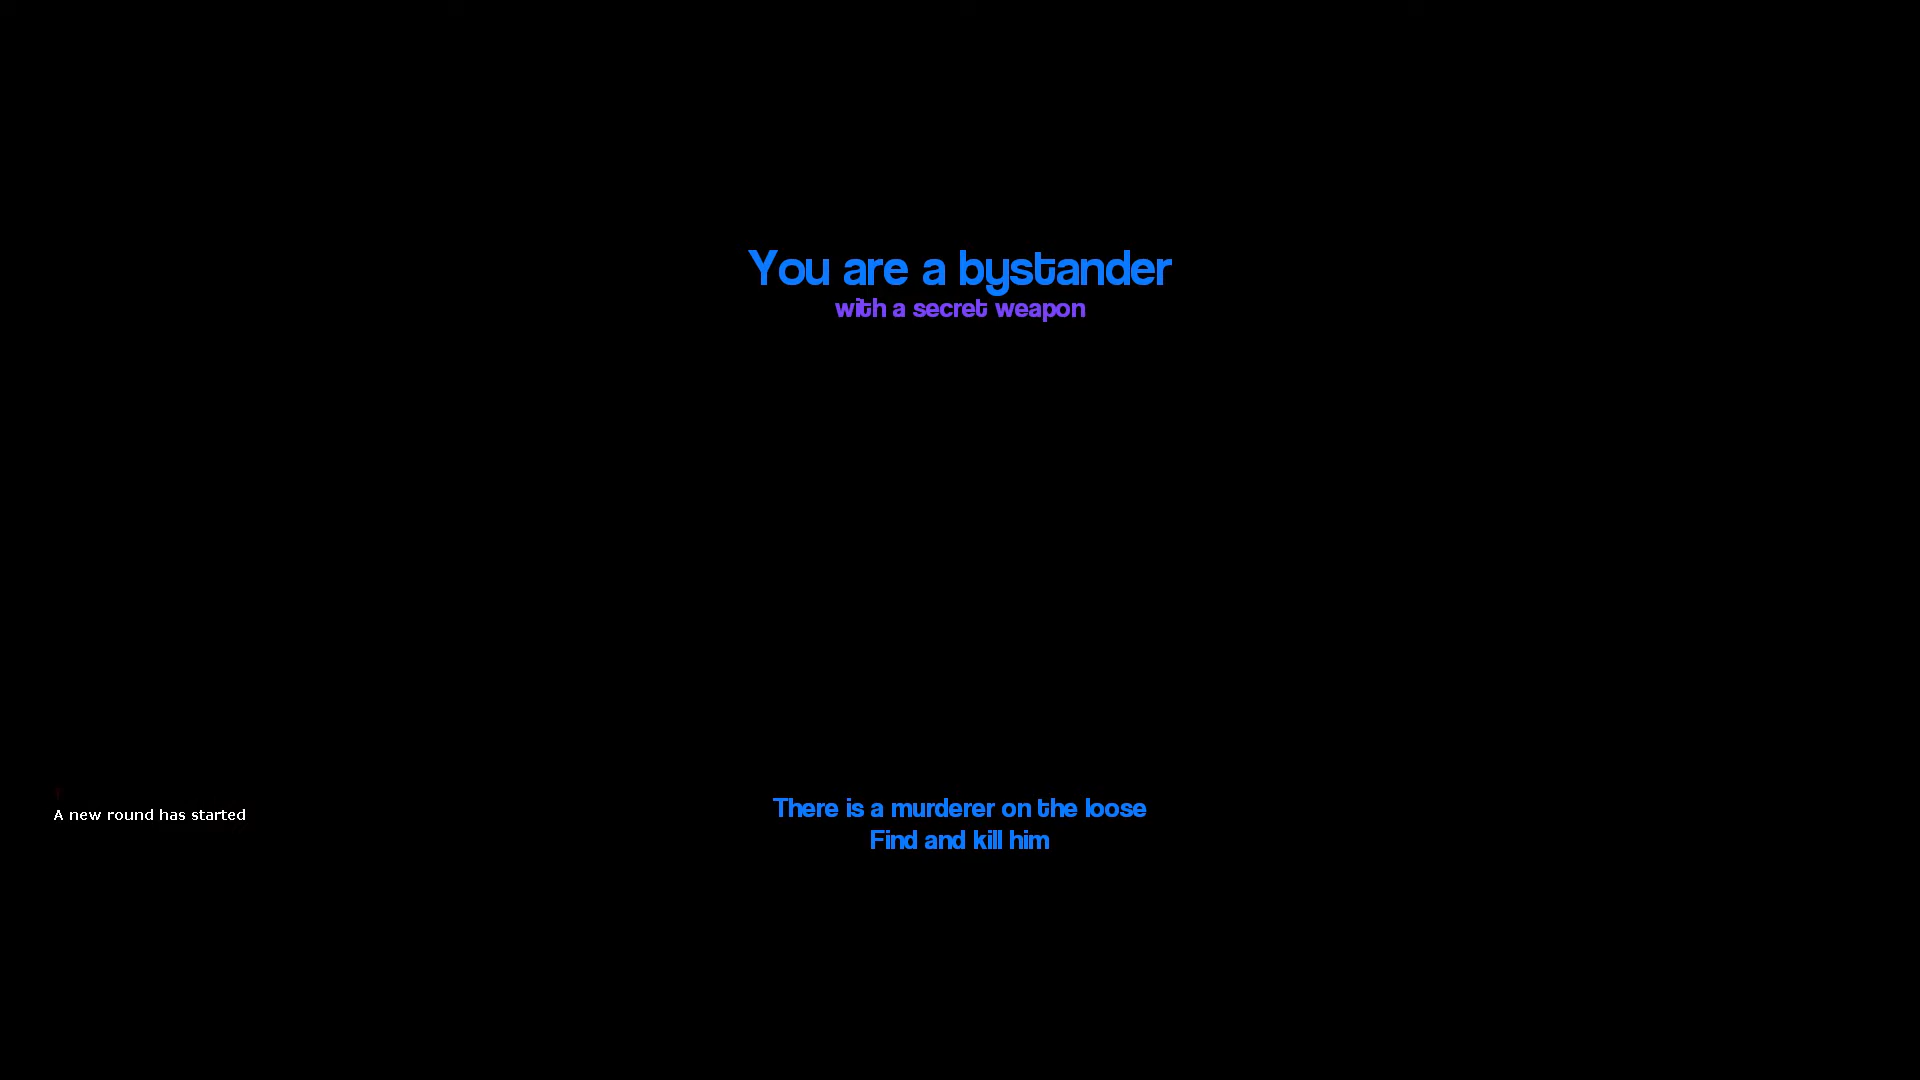 You are a bystander
with a secret weapon
A new round has started
There is a murderer on the loose
Find and kill him